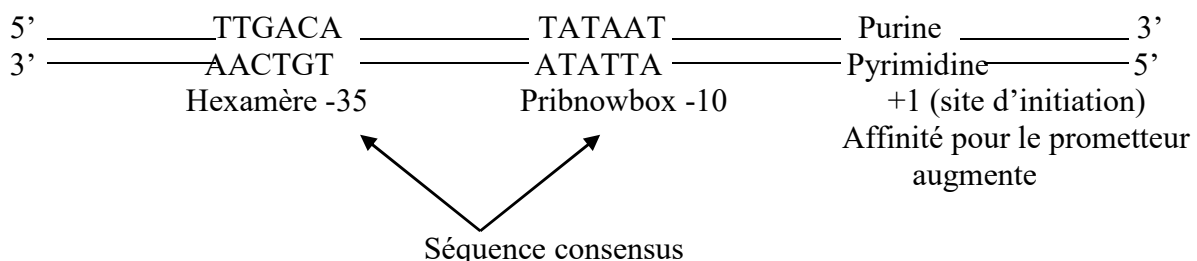 5’ TTGACA TATAAT Purine 3’
3’ AACTGT ATATTA Pyrimidine 5’
Hexamère -35 Pribnowbox -10 +1 (site d’initiation)
Affinité pour le prometteur
augmente
Séquence consensus